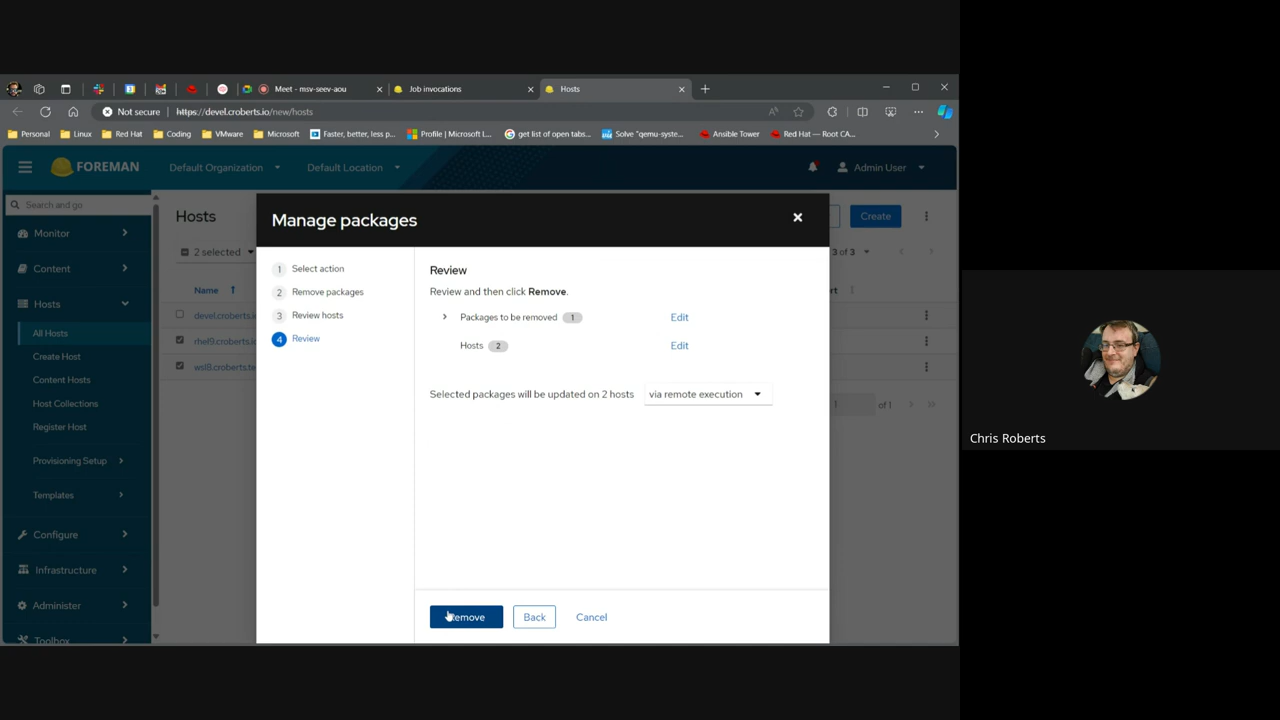 Meet - msv-seev-aou
Job invocations
Hosts
Not secure
https://devel.croberts.io/new/hosts
Personal
Linux
Red Hat
Coding
VMware
Microsoft
Faster, better, less p...
Profile | Microsoft L...
get list of open tabs...
Solve "qemu-syste...
Ansible Tower
Red Hat — Root CA...
FOREMAN
Default Organization
Default Location
Admin User
Search and go
Monitor
Content
Hosts
All Hosts
Create Host
Content Hosts
Host Collections
Register Host
Provisioning Setup
Templates
Configure
Infrastructure
Administer
Toolbox
Hosts
Create
2 selected
3 of 3
Name
devel.croberts.i
rhel9.croberts.i
wsl8.croberts.te
of 1
Manage packages
1 Select action
2 Remove packages
3 Review hosts
4 Review
Review
Review and then click Remove.
Packages to be removed 1 Edit
Hosts 2 Edit
Selected packages will be updated on 2 hosts via remote execution
Remove
Back
Cancel
Chris Roberts